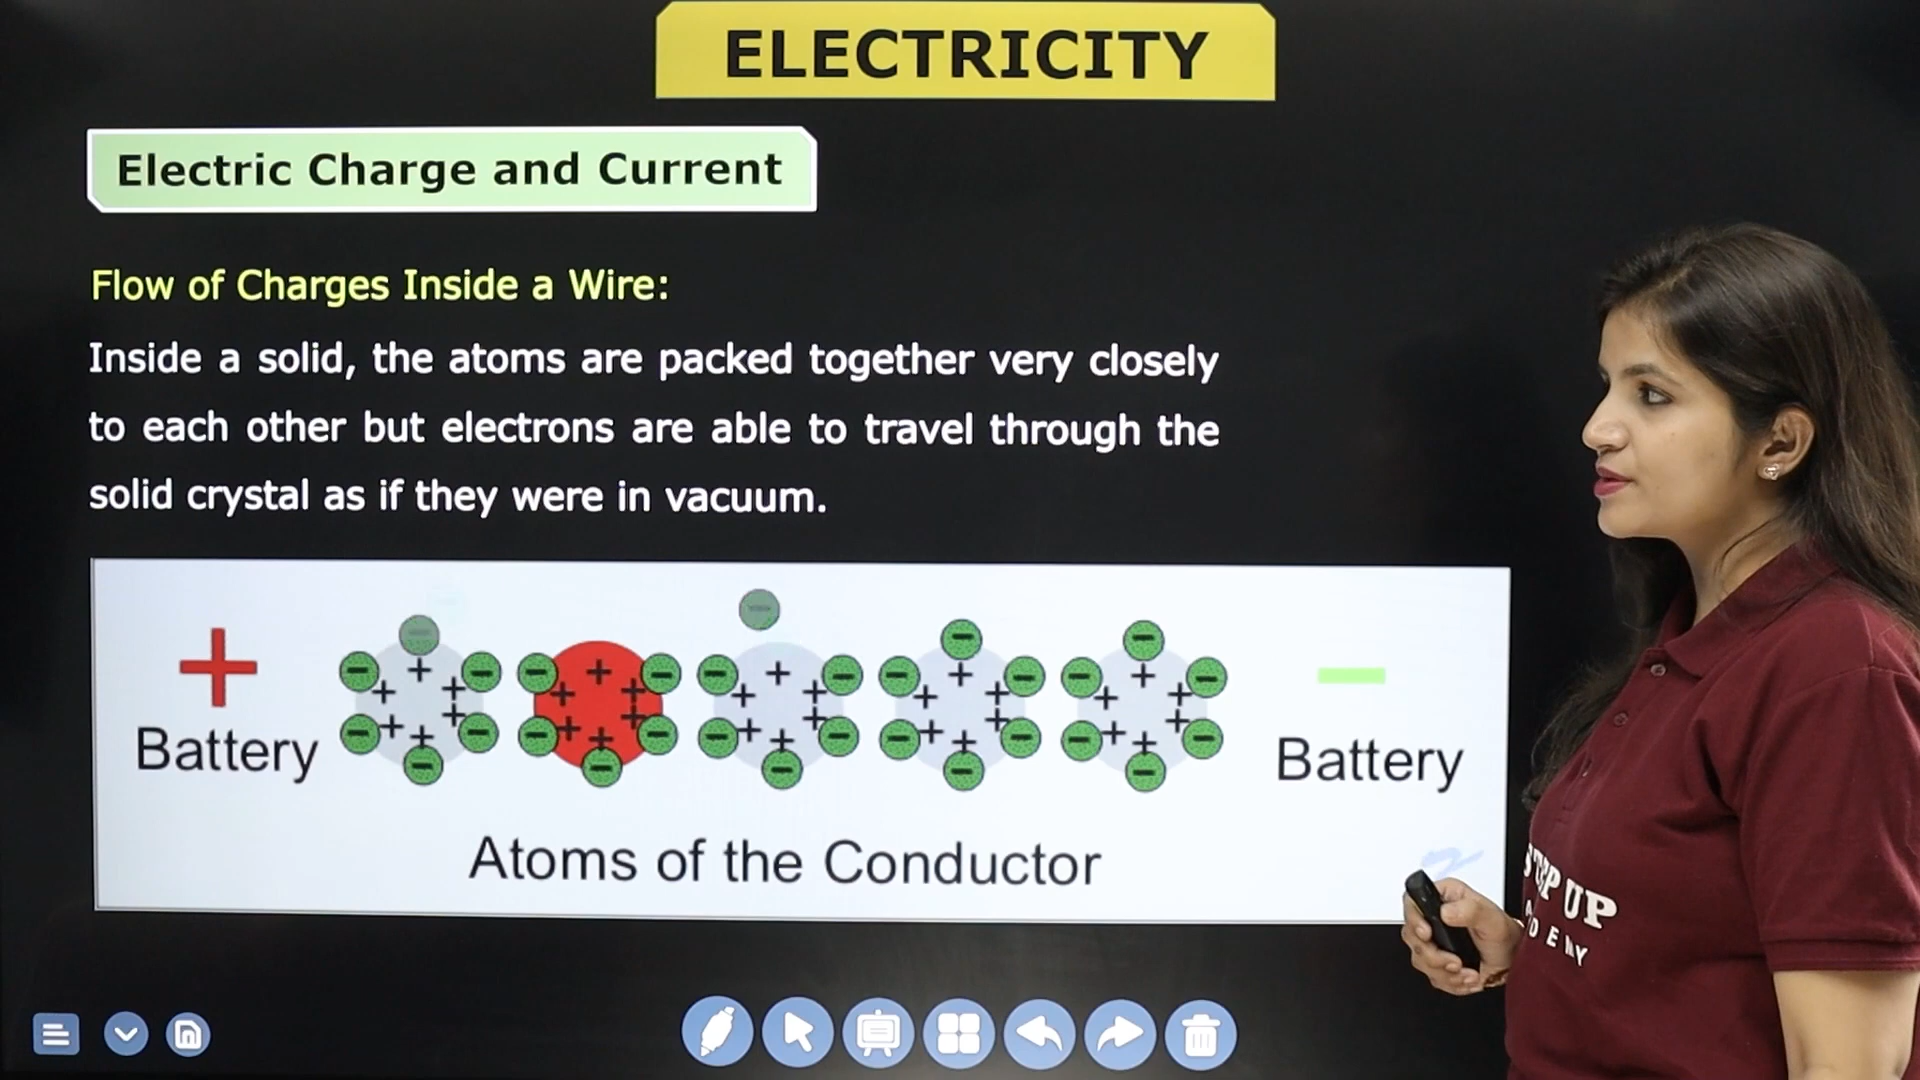 ELECTRICITY
Electric Charge and Current
Flow of Charges Inside a Wire:
Inside a solid, the atoms are packed together very closely
to each other but electrons are able to travel through the
solid crystal as if they were in vacuum.
Battery
Battery
Atoms of the Conductor
UP